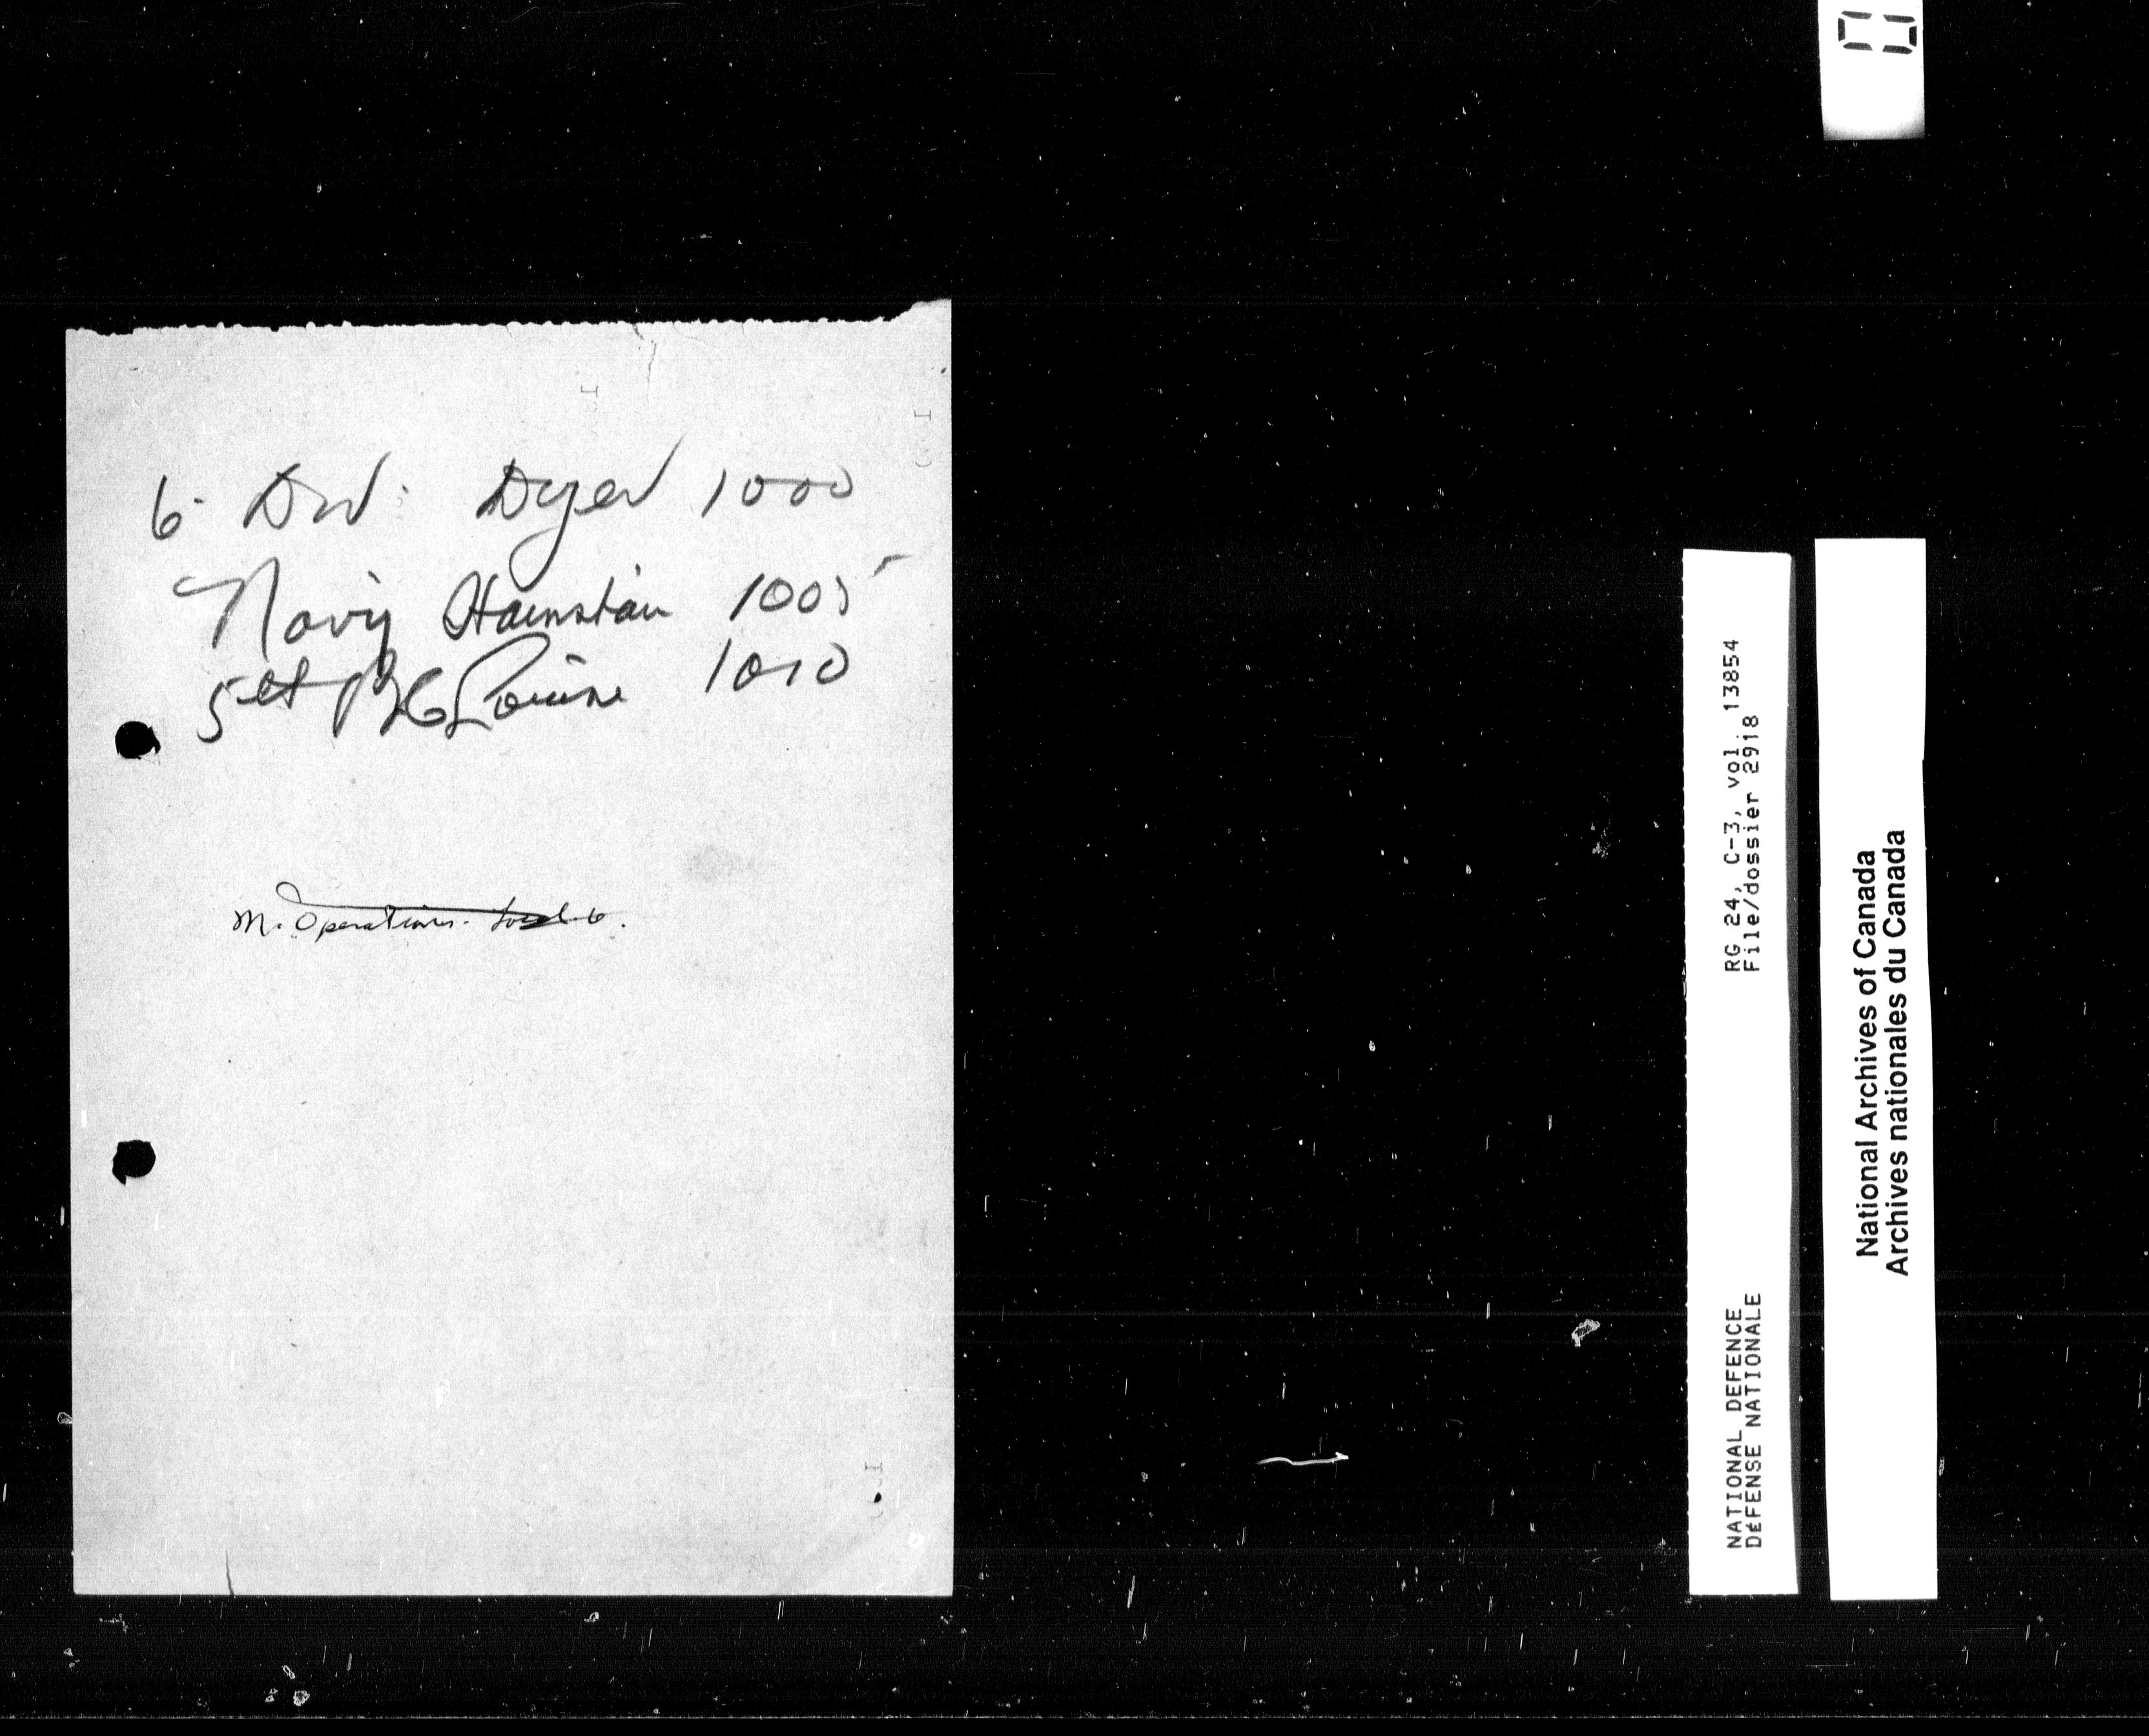 6 Div. Dyer 1000
Navy 1005
1010
M. Operations.
RG 24, C-3, vol. 13854
File/dossier 2918
NATIONAL DEFENCE
DÉFENSE NATIONALE
National Archives of Canada
Archives nationales du Canada